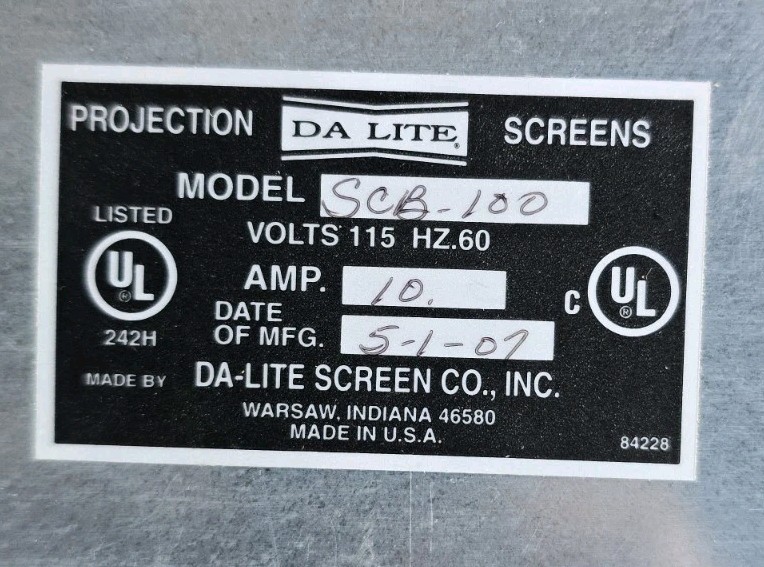 PROJECTION DA LITE® SCREENS
MODEL SCB-100
LISTED
VOLTS 115 HZ.60
UL®
AMP. 10.
C UL®
DATE
OF MFG. 5-1-07
242H
MADE BY DA-LITE SCREEN CO., INC.
WARSAW, INDIANA 46580
MADE IN U.S.A.
84228